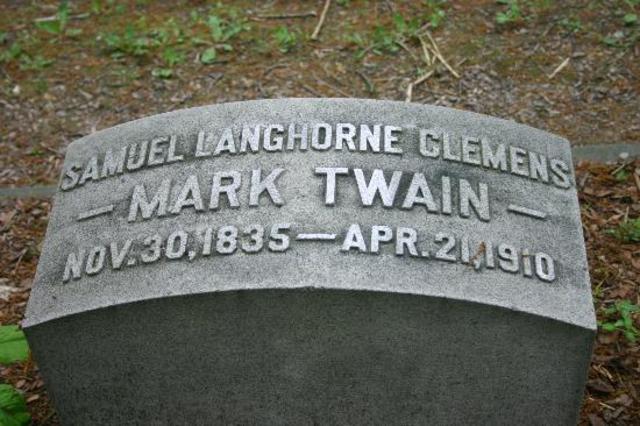 SAMUEL LANGHORNE CLEMENS
— MARK TWAIN —
NOV. 30, 1835 — APR. 21, 1910